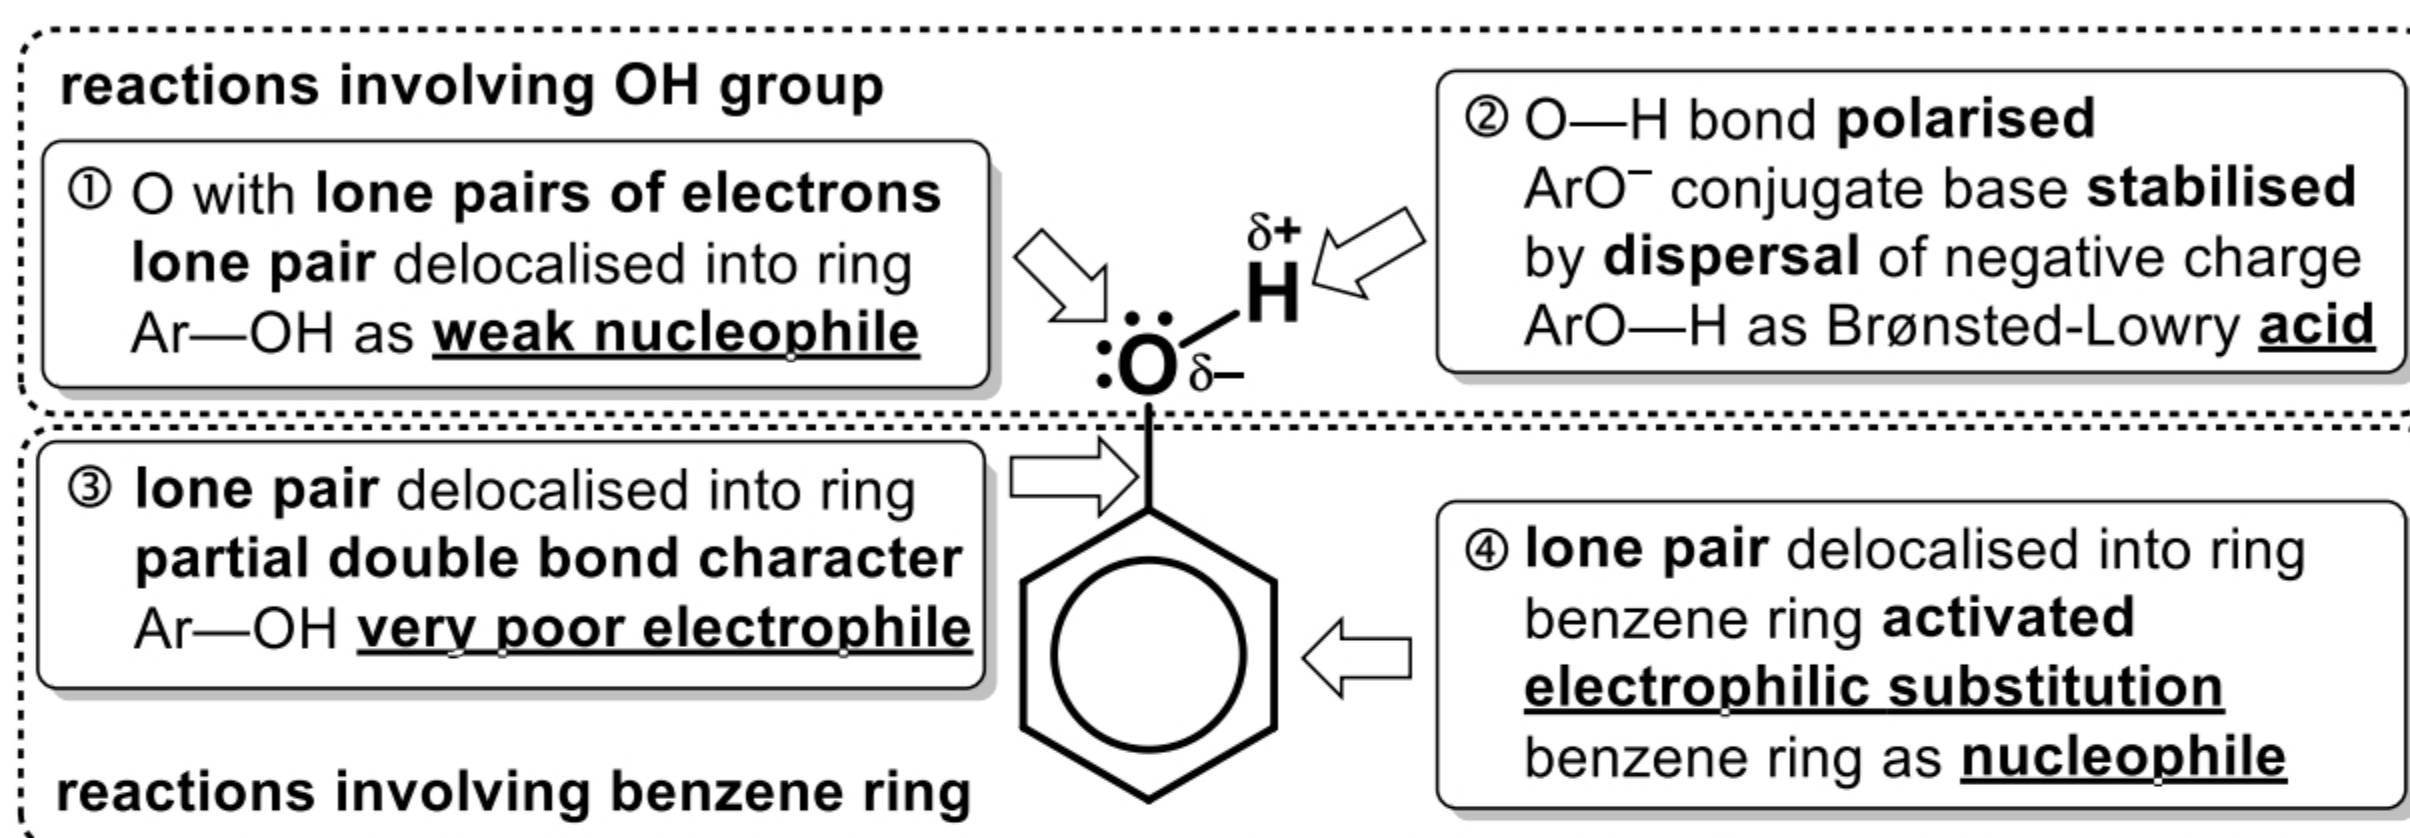 reactions involving OH group
① O with lone pairs of electrons
lone pair delocalised into ring
Ar—OH as weak nucleophile
② O—H bond polarised
ArO⁻ conjugate base stabilised
by dispersal of negative charge
ArO—H as Brønsted-Lowry acid
δ+
H
O δ–
③ lone pair delocalised into ring
partial double bond character
Ar—OH very poor electrophile
④ lone pair delocalised into ring
benzene ring activated
electrophilic substitution
benzene ring as nucleophile
reactions involving benzene ring